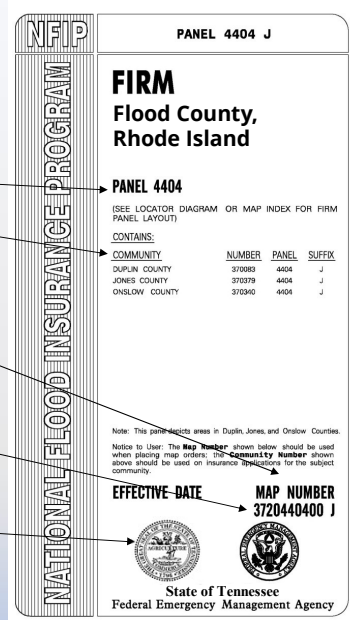 NFIP
PANEL 4404 J
NATIONAL FLOOD INSURANCE PROGRAM
FIRM
Flood County,
Rhode Island
PANEL 4404
(SEE LOCATOR DIAGRAM OR MAP INDEX FOR FIRM
PANEL LAYOUT)
CONTAINS:
COMMUNITY NUMBER PANEL SUFFIX
DUPLIN COUNTY 370083 4404 J
JONES COUNTY 370379 4404 J
ONSLOW COUNTY 370340 4404 J
Note: This panel depicts areas in Duplin, Jones, and Onslow Counties.
Notice to User: The Map Number shown below should be used
when placing map orders: the Community Number shown
above should be used on insurance applications for the subject
community.
EFFECTIVE DATE MAP NUMBER
3720440400 J
AGRICULTURE
State of Tennessee
Federal Emergency Management Agency